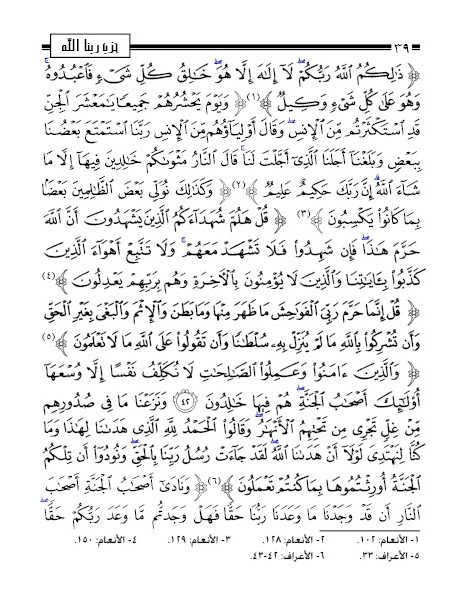 حزب ربنا الله ٣٩
﴿ ذَٰلِكُمُ ٱللَّهُ رَبُّكُمْ ۖ لَآ إِلَٰهَ إِلَّا هُوَ ۖ خَٰلِقُ كُلِّ شَىْءٍ فَٱعْبُدُوهُ ۚ
وَهُوَ عَلَىٰ كُلِّ شَىْءٍ وَكِيلٌ ﴾(١) ﴿ وَيَوْمَ يَحْشُرُهُمْ جَمِيعًا يَٰمَعْشَرَ ٱلْجِنِّ
قَدِ ٱسْتَكْثَرْتُم مِّنَ ٱلْإِنسِ ۖ وَقَالَ أَوْلِيَآؤُهُم مِّنَ ٱلْإِنسِ رَبَّنَا ٱسْتَمْتَعَ بَعْضُنَا
بِبَعْضٍ وَبَلَغْنَآ أَجَلَنَا ٱلَّذِىٓ أَجَّلْتَ لَنَا ۚ قَالَ ٱلنَّارُ مَثْوَىٰكُمْ خَٰلِدِينَ فِيهَآ إِلَّا مَا
شَآءَ ٱللَّهُ ۗ إِنَّ رَبَّكَ حَكِيمٌ عَلِيمٌ ﴾(٢) ﴿ وَكَذَٰلِكَ نُوَلِّى بَعْضَ ٱلظَّٰلِمِينَ بَعْضًۢا
بِمَا كَانُوا۟ يَكْسِبُونَ ﴾(٣) ﴿ قُلْ هَلُمَّ شُهَدَآءَكُمُ ٱلَّذِينَ يَشْهَدُونَ أَنَّ ٱللَّهَ
حَرَّمَ هَٰذَا ۖ فَإِن شَهِدُوا۟ فَلَا تَشْهَدْ مَعَهُمْ ۚ وَلَا تَتَّبِعْ أَهْوَآءَ ٱلَّذِينَ
كَذَّبُوا۟ بِـَٔايَٰتِنَا وَٱلَّذِينَ لَا يُؤْمِنُونَ بِٱلْـَٔاخِرَةِ وَهُم بِرَبِّهِمْ يَعْدِلُونَ ﴾(٤)
﴿ قُلْ إِنَّمَا حَرَّمَ رَبِّىَ ٱلْفَوَٰحِشَ مَا ظَهَرَ مِنْهَا وَمَا بَطَنَ وَٱلْإِثْمَ وَٱلْبَغْىَ بِغَيْرِ ٱلْحَقِّ
وَأَن تُشْرِكُوا۟ بِٱللَّهِ مَا لَمْ يُنَزِّلْ بِهِۦ سُلْطَٰنًا وَأَن تَقُولُوا۟ عَلَى ٱللَّهِ مَا لَا تَعْلَمُونَ ﴾(٥)
﴿ وَٱلَّذِينَ ءَامَنُوا۟ وَعَمِلُوا۟ ٱلصَّٰلِحَٰتِ لَا نُكَلِّفُ نَفْسًا إِلَّا وُسْعَهَآ
أُو۟لَٰٓئِكَ أَصْحَٰبُ ٱلْجَنَّةِ ۖ هُمْ فِيهَا خَٰلِدُونَ ٤٢ وَنَزَعْنَا مَا فِى صُدُورِهِم
مِّنْ غِلٍّ تَجْرِى مِن تَحْتِهِمُ ٱلْأَنْهَٰرُ ۖ وَقَالُوا۟ ٱلْحَمْدُ لِلَّهِ ٱلَّذِى هَدَىٰنَا لِهَٰذَا وَمَا
كُنَّا لِنَهْتَدِىَ لَوْلَآ أَنْ هَدَىٰنَا ٱللَّهُ ۖ لَقَدْ جَآءَتْ رُسُلُ رَبِّنَا بِٱلْحَقِّ ۖ وَنُودُوٓا۟ أَن تِلْكُمُ
ٱلْجَنَّةُ أُورِثْتُمُوهَا بِمَا كُنتُمْ تَعْمَلُونَ ﴾(٦) ﴿ وَنَادَىٰٓ أَصْحَٰبُ ٱلْجَنَّةِ أَصْحَٰبَ
ٱلنَّارِ أَن قَدْ وَجَدْنَا مَا وَعَدَنَا رَبُّنَا حَقًّا فَهَلْ وَجَدتُّم مَّا وَعَدَ رَبُّكُمْ حَقًّا ۖ
١- الأنعام: ١٠٢. ٢- الأنعام: ١٢٨. ٣- الأنعام: ١٢٩. ٤- الأنعام: ١٥٠.
٥- الأعراف: ٣٣. ٦- الأعراف: ٤٢-٤٣.